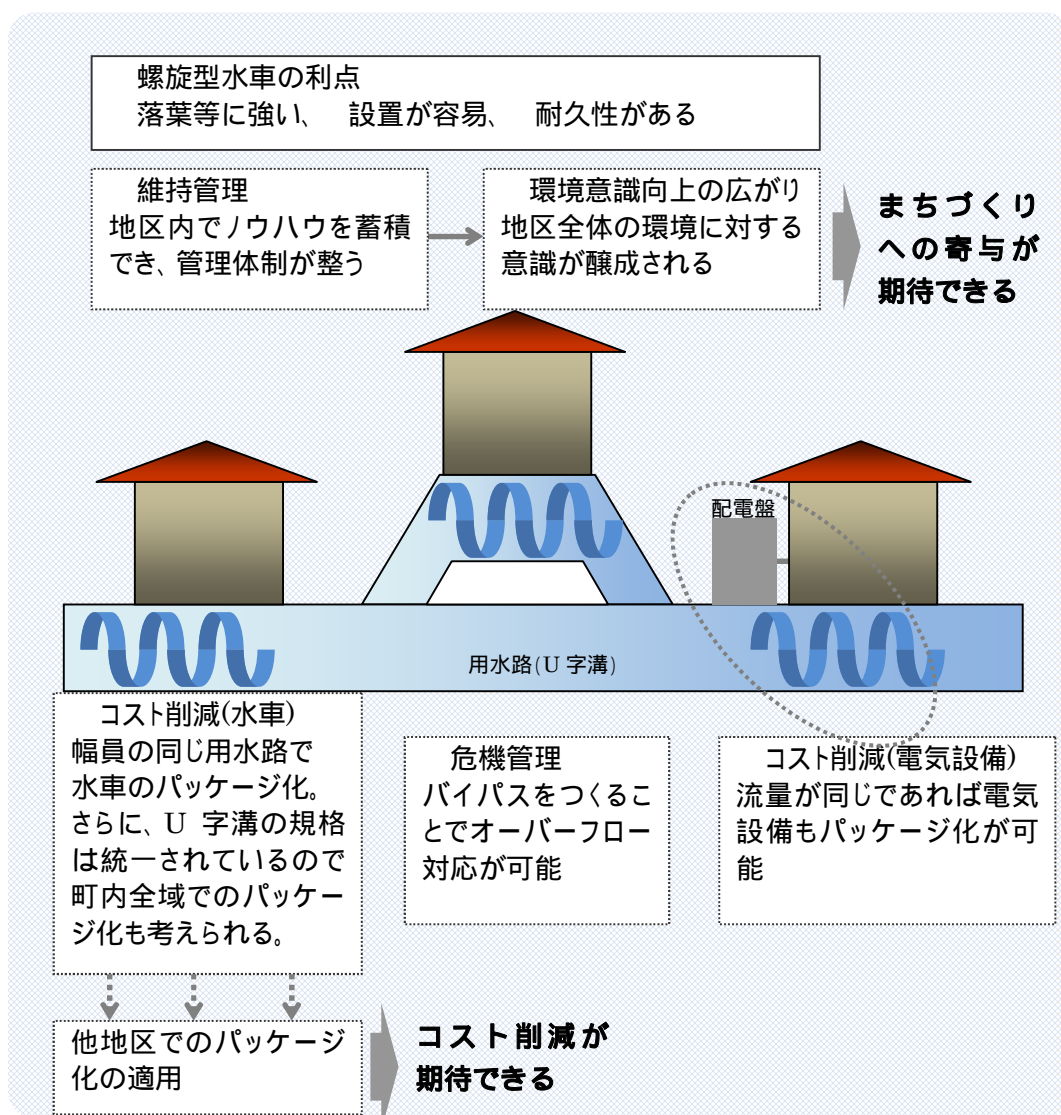 螺旋型水車の利点
落葉等に強い、　設置が容易、　耐久性がある
維持管理
地区内でノウハウを蓄積
でき、管理体制が整う
環境意識向上の広がり
地区全体の環境に対する
意識が醸成される
まちづくり
への寄与が
期待できる
配電盤
用水路(U 字溝)
コスト削減(水車)
幅員の同じ用水路で
水車のパッケージ化。
さらに、U 字溝の規格
は統一されているので
町内全域でのパッケー
ジ化も考えられる。
危機管理
バイパスをつくるこ
とでオーバーフロー
対応が可能
コスト削減(電気設備)
流量が同じであれば電気
設備もパッケージ化が可
能
他地区でのパッケージ
化の適用
コスト削減が
期待できる